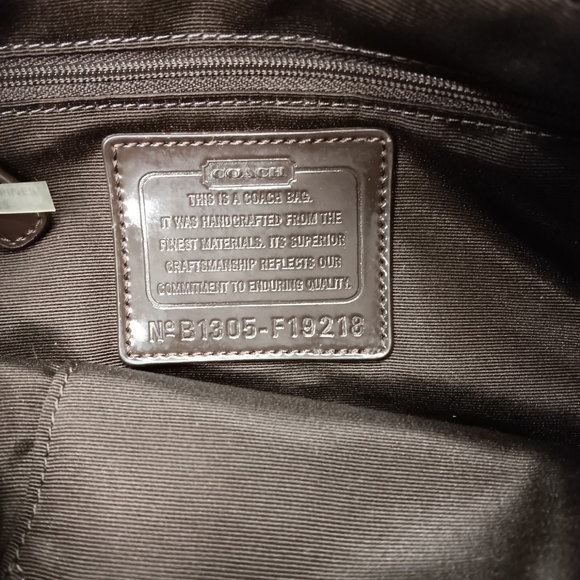 COACH
THIS IS A COACH BAG.
IT WAS HANDCRAFTED FROM THE
FINEST MATERIALS. ITS SUPERIOR
CRAFTSMANSHIP REFLECTS OUR
COMMITMENT TO ENDURING QUALITY.
Nº B1305-F19218